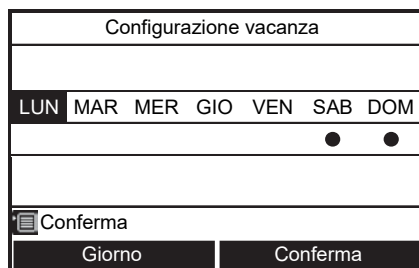 Configurazione vacanza
LUN MAR MER GIO VEN SAB DOM
Conferma
Giorno Conferma